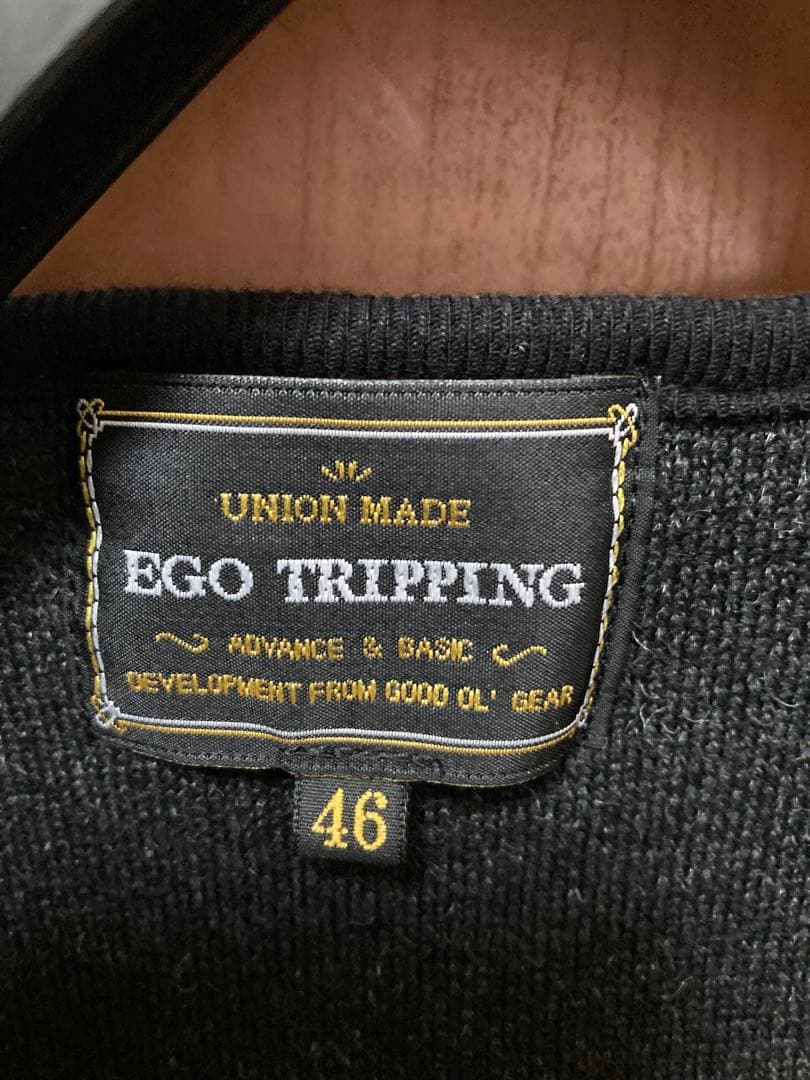 UNION MADE
EGO TRIPPING
ADVANCE & BASIC
DEVELOPMENT FROM GOOD OL' GEAR
46